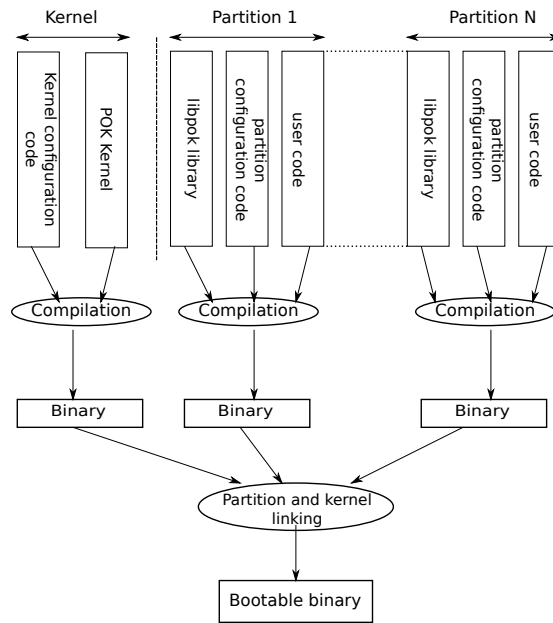 Kernel
Partition 1
Partition N
Kernel configuration
code
POK Kernel
libpok library
partition
configuration code
user code
libpok library
partition
configuration code
user code
Compilation
Compilation
Compilation
Binary
Binary
Binary
Partition and kernel
linking
Bootable binary